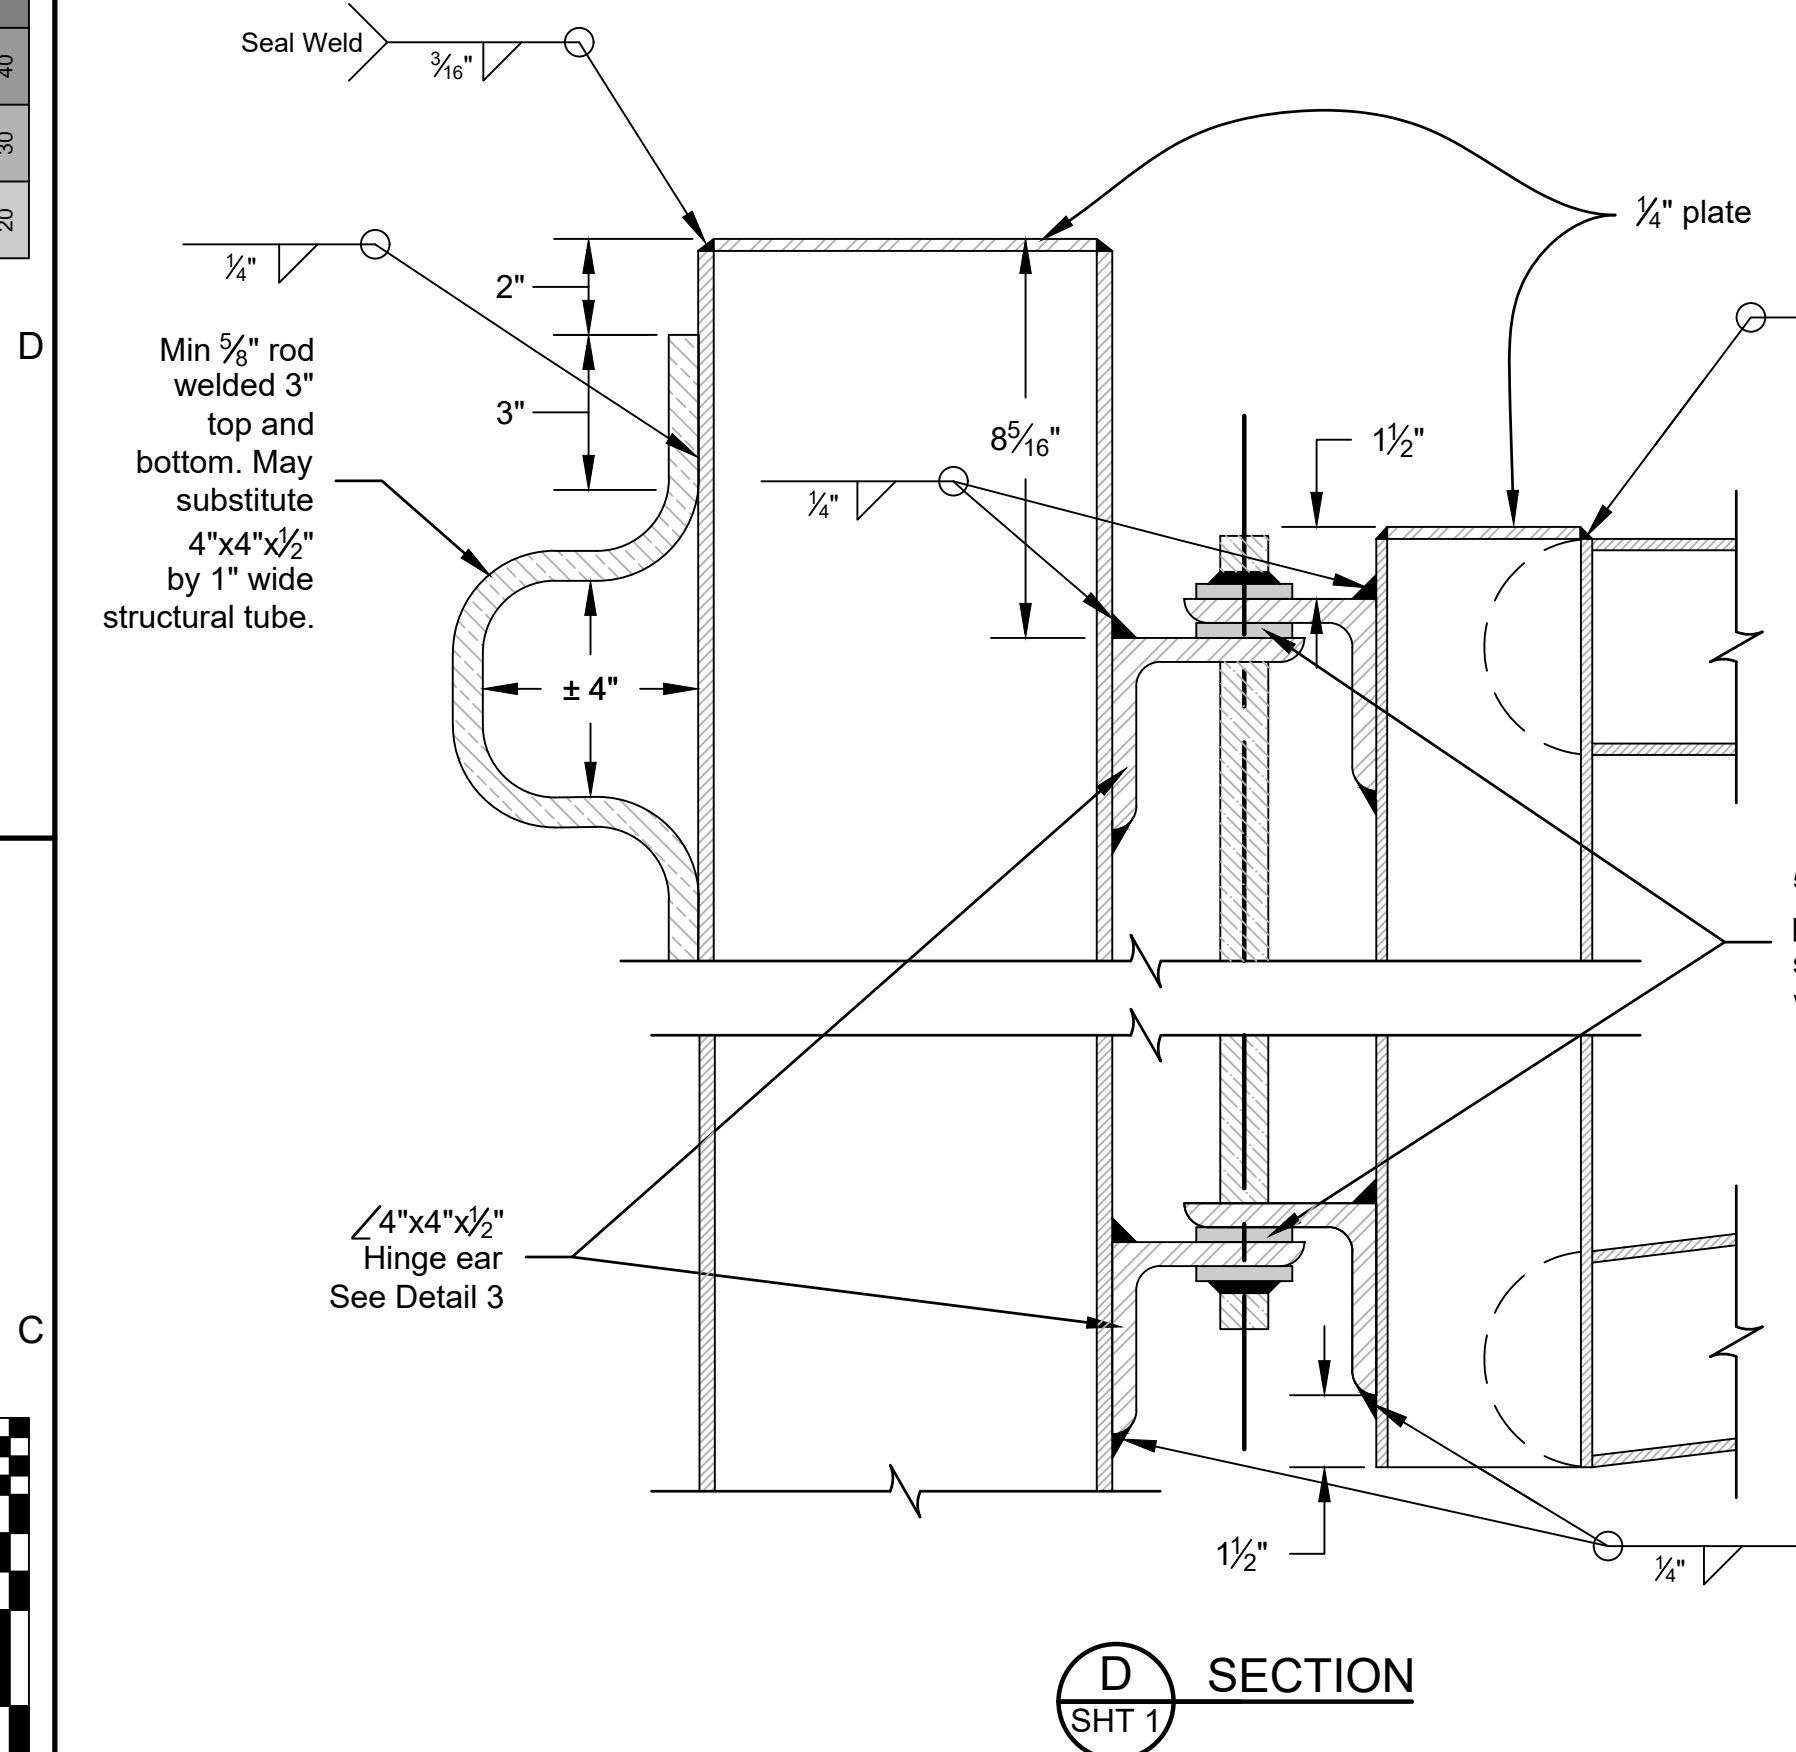 Seal Weld
3/16"
40
30
20
1/4" plate
1/4"
2"
D
Min 5/8" rod
welded 3"
top and
bottom. May
substitute
4"x4"x1/2"
by 1" wide
structural tube.
3"
8 5/16"
1 1/2"
1/4"
± 4"
∠4"x4"x1/2"
Hinge ear
See Detail 3
C
1 1/2"
1/4"
D SECTION
SHT 1